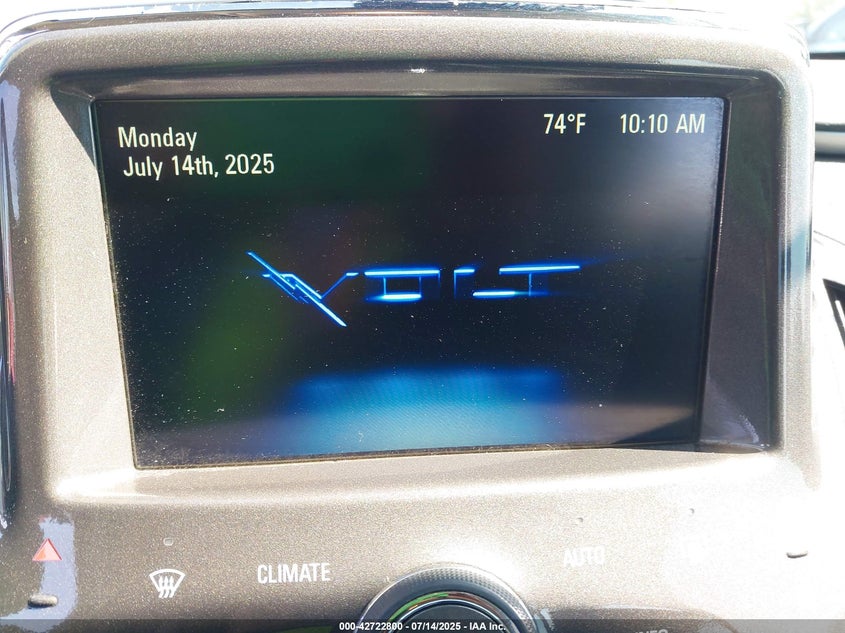 Monday
74°F 10:10 AM
July 14th, 2025
VOLT
CLIMATE
AUTO
000-42722800 - 07/14/2025 - IAA Inc.